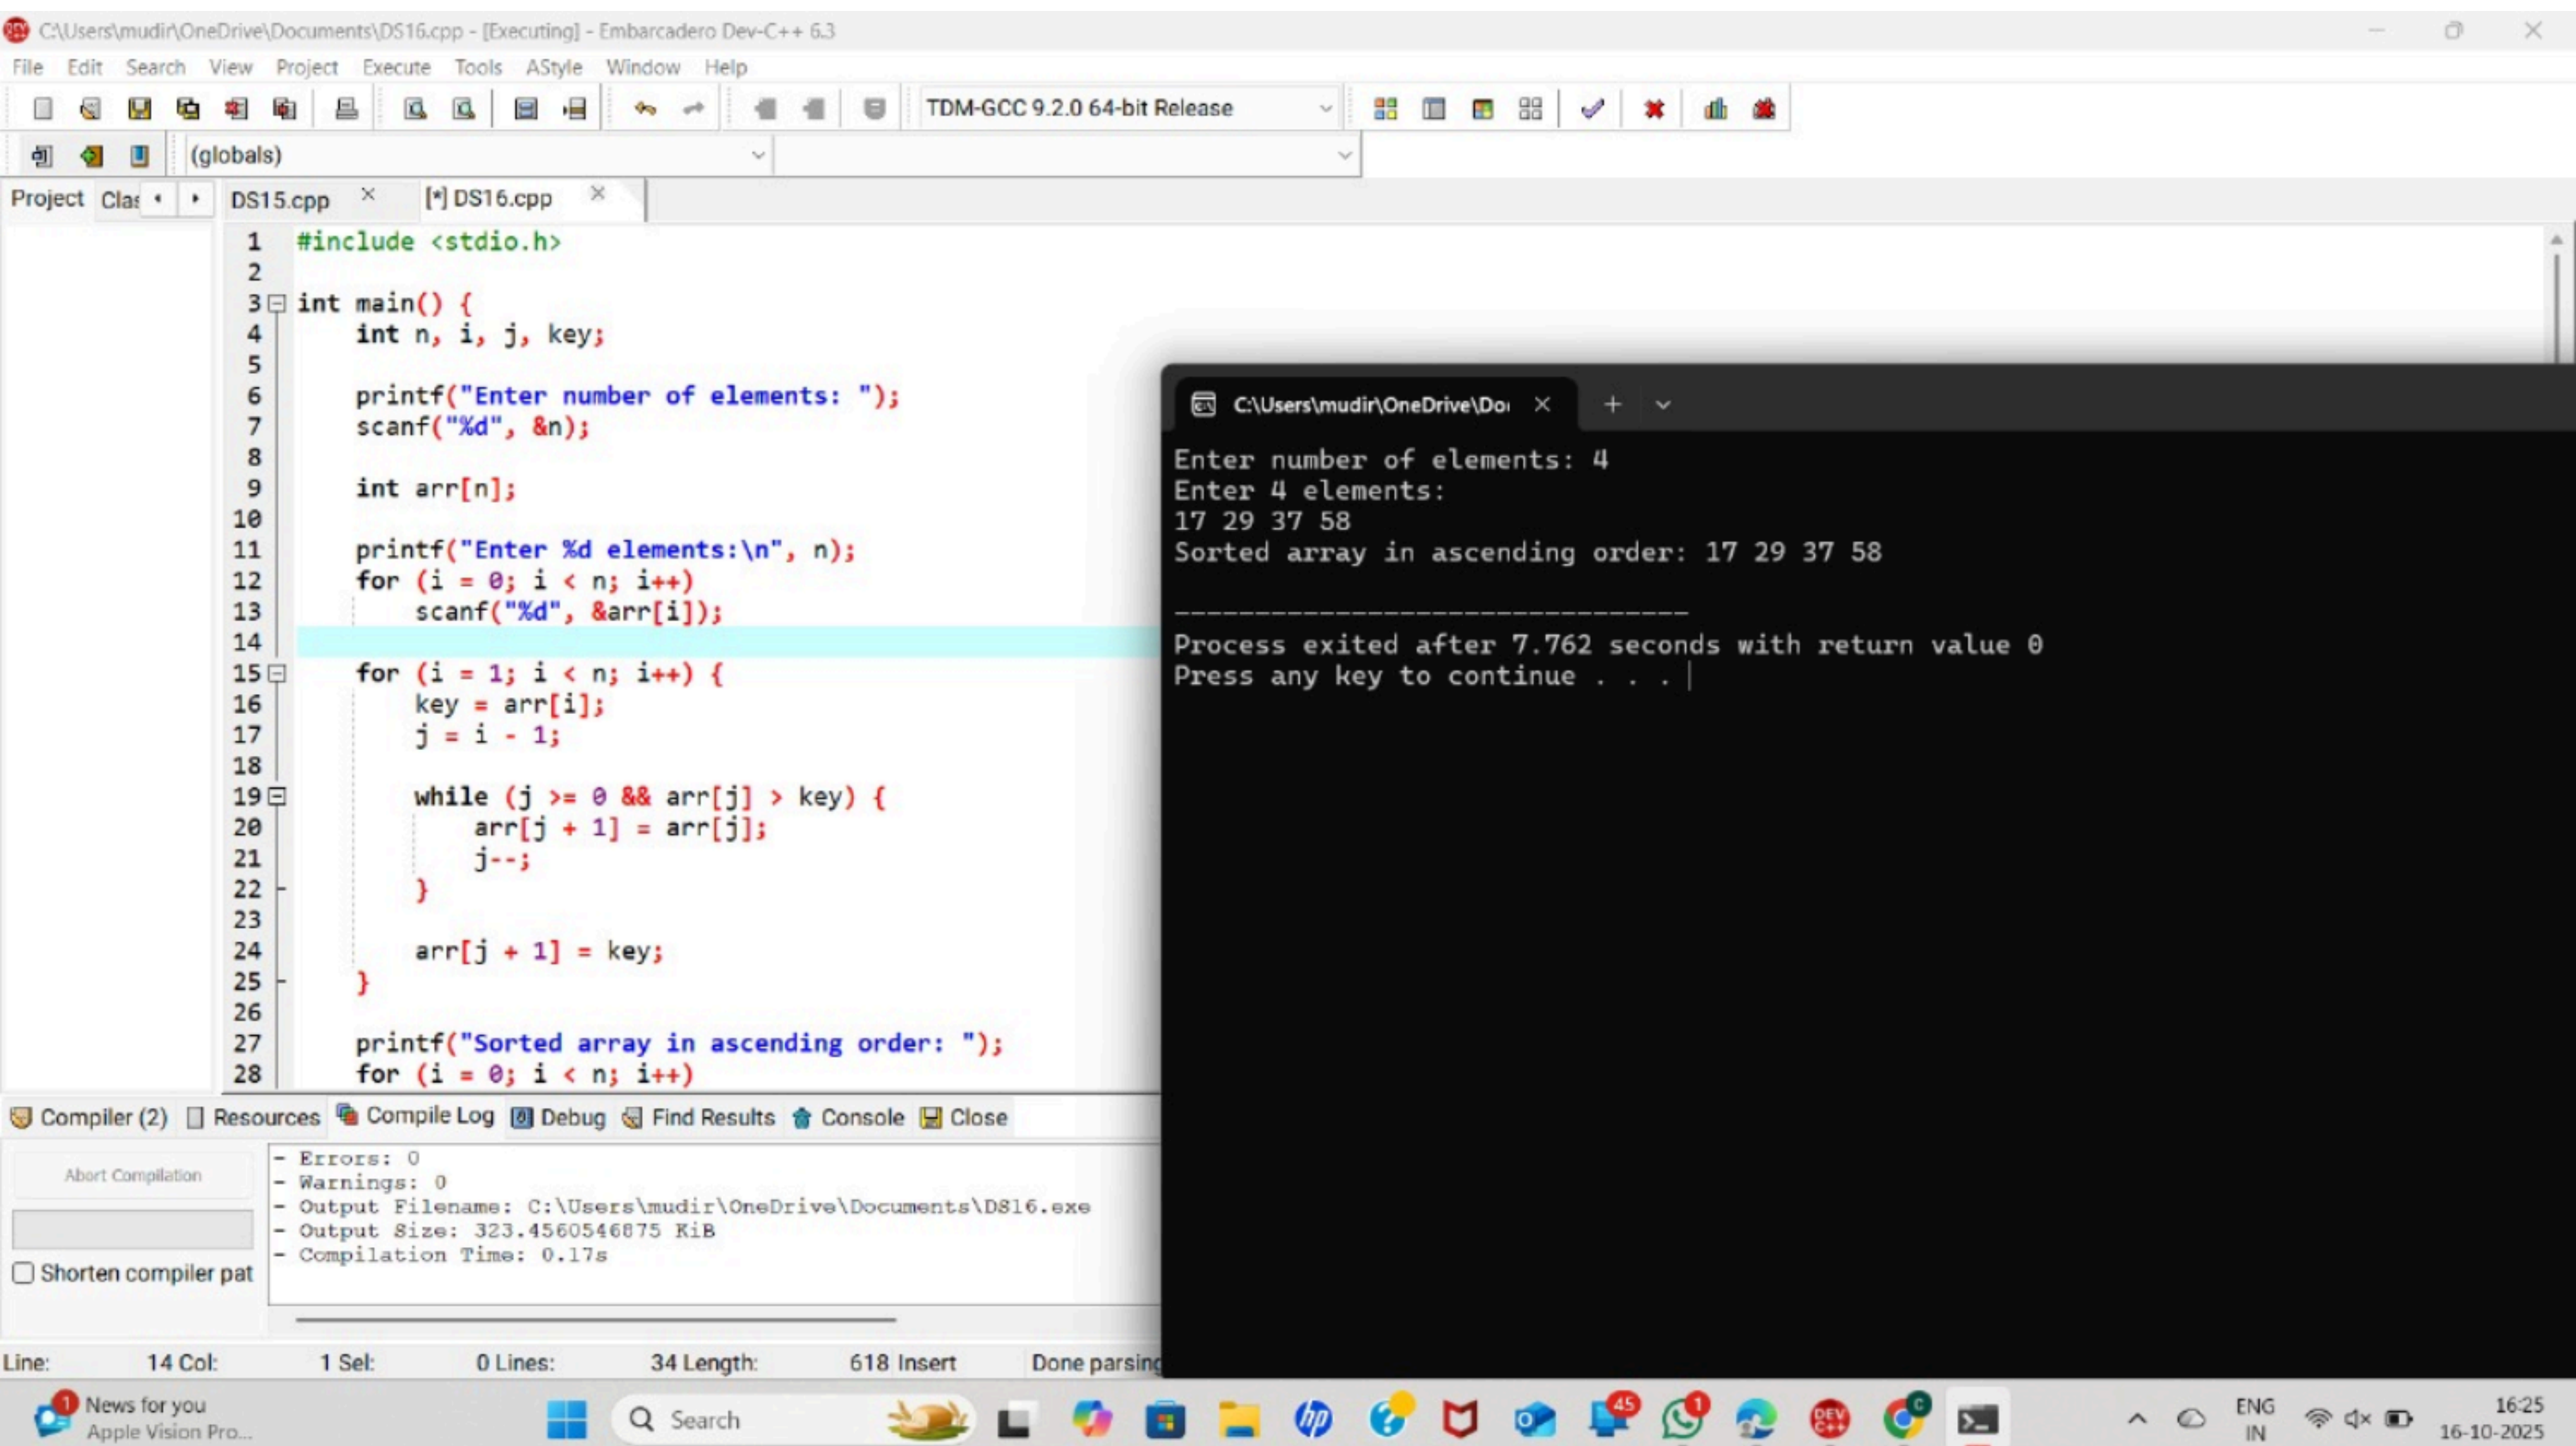 C:\Users\mudir\OneDrive\Documents\DS16.cpp - [Executing] - Embarcadero Dev-C++ 6.3
File Edit Search View Project Execute Tools AStyle Window Help
TDM-GCC 9.2.0 64-bit Release
(globals)
Project Clas DS15.cpp [*] DS16.cpp
1 #include <stdio.h>
2
3 int main() {
4 int n, i, j, key;
5
6 printf("Enter number of elements: ");
7 scanf("%d", &n);
8
9 int arr[n];
10
11 printf("Enter %d elements:\n", n);
12 for (i = 0; i < n; i++)
13 scanf("%d", &arr[i]);
14
15 for (i = 1; i < n; i++) {
16 key = arr[i];
17 j = i - 1;
18
19 while (j >= 0 && arr[j] > key) {
20 arr[j + 1] = arr[j];
21 j--;
22 }
23
24 arr[j + 1] = key;
25 }
26
27 printf("Sorted array in ascending order: ");
28 for (i = 0; i < n; i++)
C:\Users\mudir\OneDrive\Do
Enter number of elements: 4
Enter 4 elements:
17 29 37 58
Sorted array in ascending order: 17 29 37 58
--------------------------------
Process exited after 7.762 seconds with return value 0
Press any key to continue . . .
Compiler (2) Resources Compile Log Debug Find Results Console Close
Abort Compilation
Shorten compiler pat
- Errors: 0
- Warnings: 0
- Output Filename: C:\Users\mudir\OneDrive\Documents\DS16.exe
- Output Size: 323.4560546875 KiB
- Compilation Time: 0.17s
Line: 14 Col: 1 Sel: 0 Lines: 34 Length: 618 Insert Done parsing
1
News for you
Apple Vision Pro...
Search
hp
45
1
DEV C++
C
ENG
IN
16:25
16-10-2025